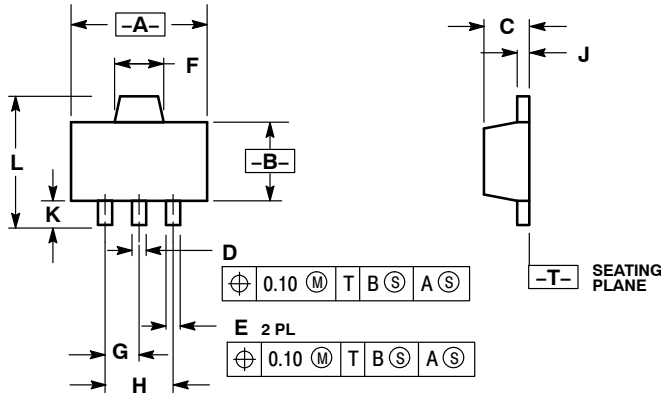 –A–
C
F
J
L
–B–
K
D
⌖ 0.10 Ⓜ T B Ⓢ A Ⓢ
–T– SEATING
PLANE
E 2 PL
⌖ 0.10 Ⓜ T B Ⓢ A Ⓢ
G
H